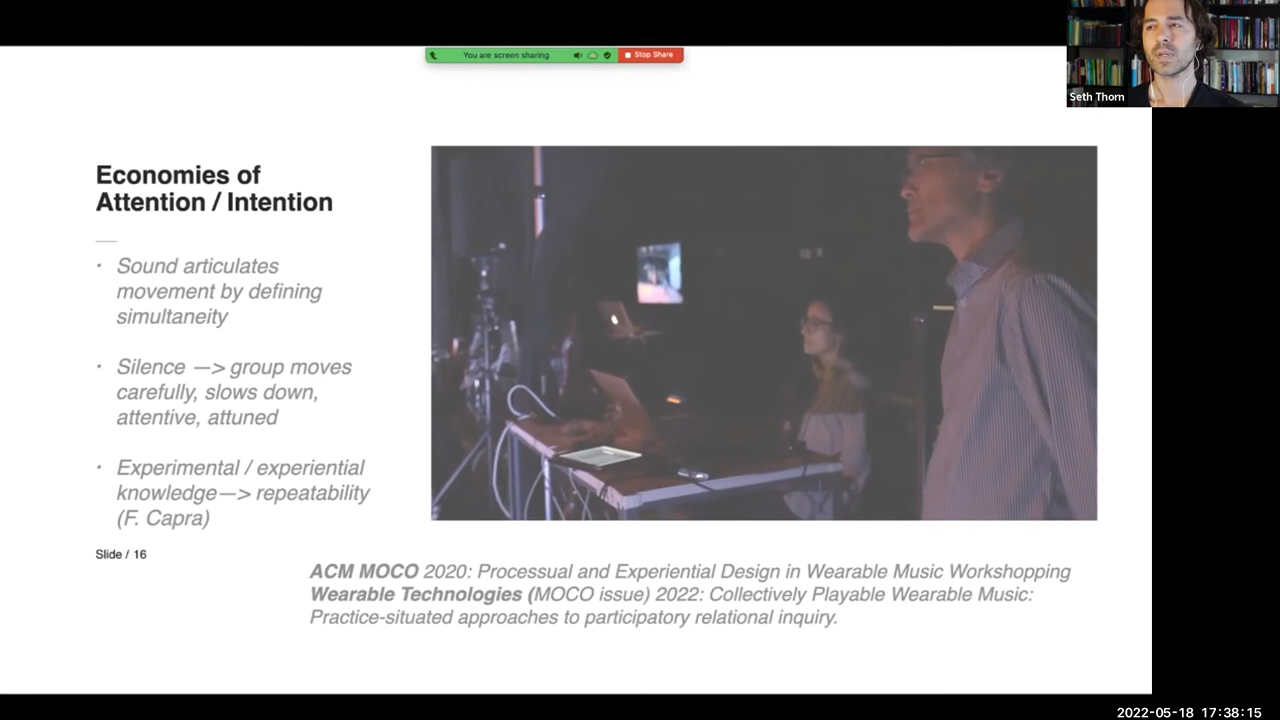 You are screen sharing
Stop Share
Seth Thorn
Economies of
Attention / Intention
• Sound articulates
movement by defining
simultaneity
• Silence —> group moves
carefully, slows down,
attentive, attuned
• Experimental / experiential
knowledge—> repeatability
(F. Capra)
Slide / 16
ACM MOCO 2020: Processual and Experiential Design in Wearable Music Workshopping
Wearable Technologies (MOCO issue) 2022: Collectively Playable Wearable Music:
Practice-situated approaches to participatory relational inquiry.
2022-05-18 17:38:15